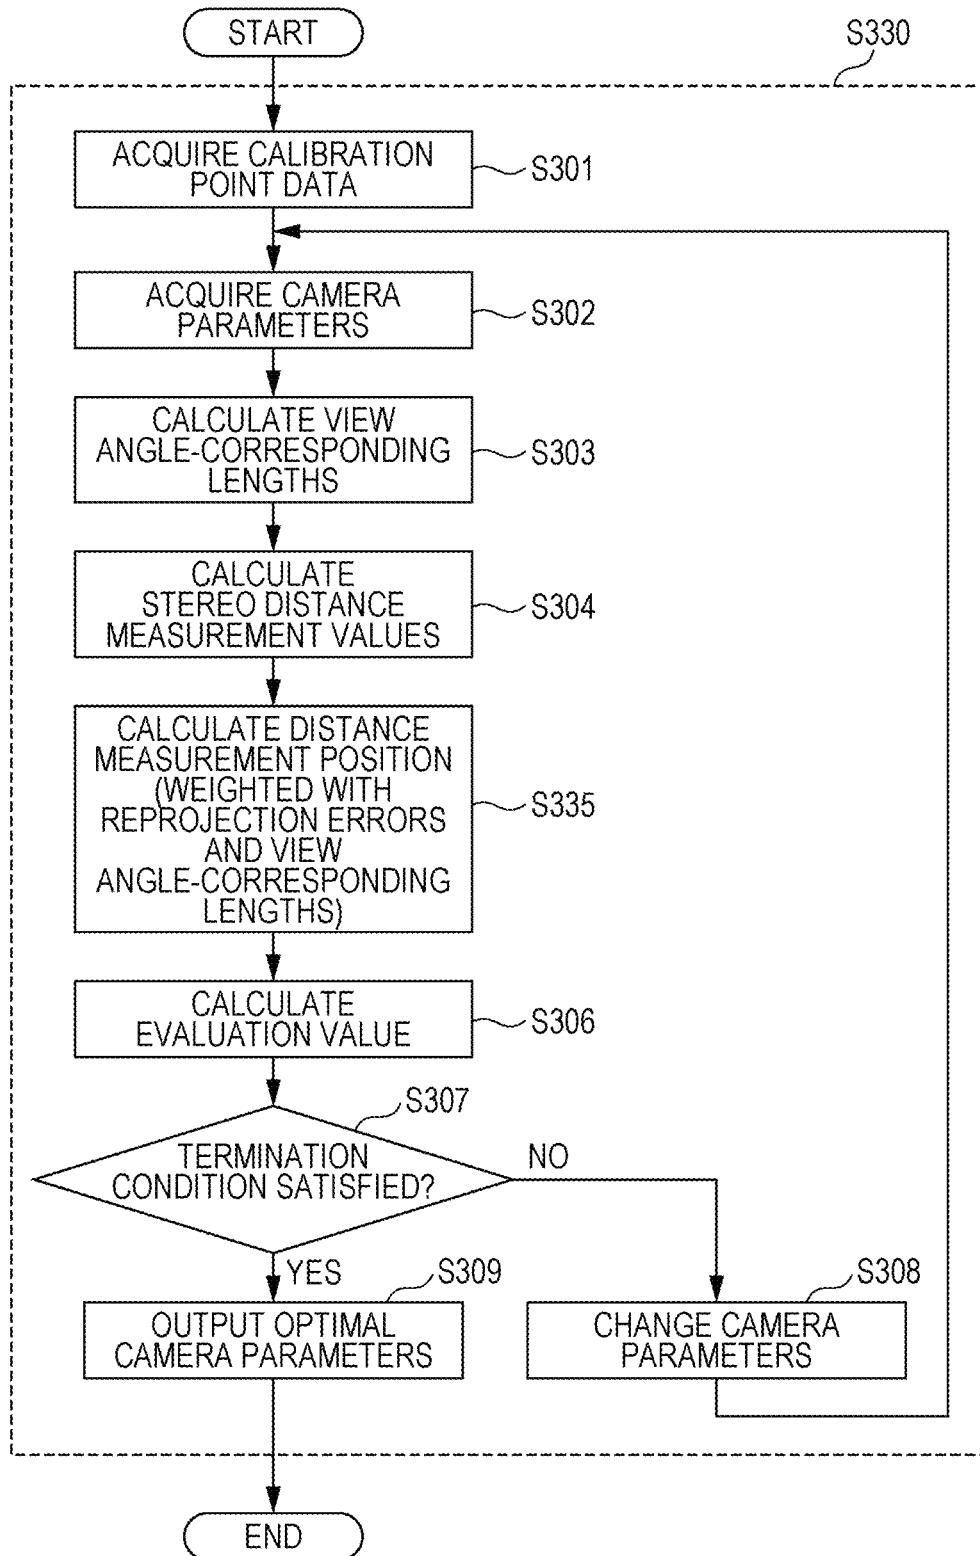 START
S330
ACQUIRE CALIBRATION
POINT DATA
S301
ACQUIRE CAMERA
PARAMETERS
S302
CALCULATE VIEW
ANGLE-CORRESPONDING
LENGTHS
S303
CALCULATE
STEREO DISTANCE
MEASUREMENT VALUES
S304
CALCULATE DISTANCE
MEASUREMENT POSITION
(WEIGHTED WITH
REPROJECTION ERRORS
AND VIEW
ANGLE-CORRESPONDING
LENGTHS)
S335
CALCULATE
EVALUATION VALUE
S306
S307
TERMINATION
CONDITION SATISFIED?
NO
YES
S309
OUTPUT OPTIMAL
CAMERA PARAMETERS
S308
CHANGE CAMERA
PARAMETERS
END